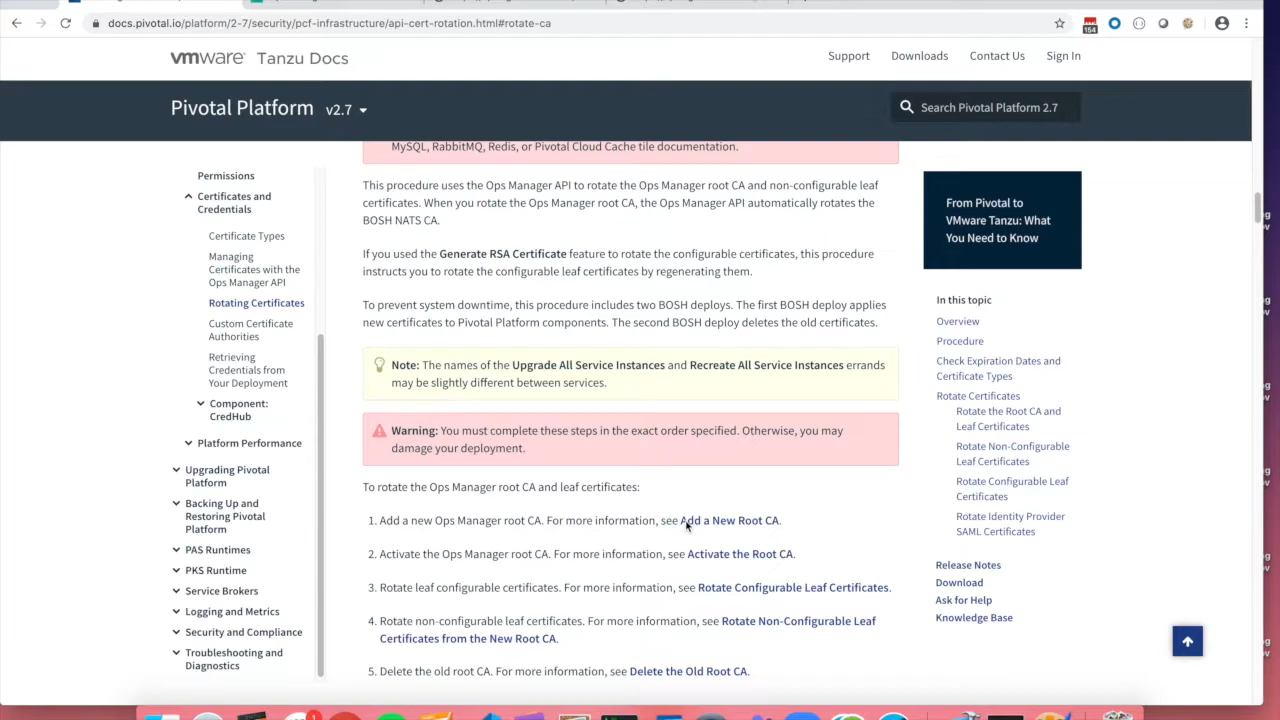 docs.pivotal.io/platform/2-7/security/pcf-infrastructure/api-cert-rotation.html#rotate-ca
154
vmware Tanzu Docs
Support
Downloads
Contact Us
Sign In
Pivotal Platform v2.7
Search Pivotal Platform 2.7
Permissions
Certificates and
Credentials
Certificate Types
Managing
Certificates with the
Ops Manager API
Rotating Certificates
Custom Certificate
Authorities
Retrieving
Credentials from
Your Deployment
Component:
CredHub
Platform Performance
Upgrading Pivotal
Platform
Backing Up and
Restoring Pivotal
Platform
PAS Runtimes
PKS Runtime
Service Brokers
Logging and Metrics
Security and Compliance
Troubleshooting and
Diagnostics
MySQL, RabbitMQ, Redis, or Pivotal Cloud Cache tile documentation.
This procedure uses the Ops Manager API to rotate the Ops Manager root CA and non-configurable leaf
certificates. When you rotate the Ops Manager root CA, the Ops Manager API automatically rotates the
BOSH NATS CA.
If you used the Generate RSA Certificate feature to rotate the configurable certificates, this procedure
instructs you to rotate the configurable leaf certificates by regenerating them.
To prevent system downtime, this procedure includes two BOSH deploys. The first BOSH deploy applies
new certificates to Pivotal Platform components. The second BOSH deploy deletes the old certificates.
Note: The names of the Upgrade All Service Instances and Recreate All Service Instances errands
may be slightly different between services.
Warning: You must complete these steps in the exact order specified. Otherwise, you may
damage your deployment.
To rotate the Ops Manager root CA and leaf certificates:
1. Add a new Ops Manager root CA. For more information, see Add a New Root CA.
2. Activate the Ops Manager root CA. For more information, see Activate the Root CA.
3. Rotate leaf configurable certificates. For more information, see Rotate Configurable Leaf Certificates.
4. Rotate non-configurable leaf certificates. For more information, see Rotate Non-Configurable Leaf
Certificates from the New Root CA.
5. Delete the old root CA. For more information, see Delete the Old Root CA.
From Pivotal to
VMware Tanzu: What
You Need to Know
In this topic
Overview
Procedure
Check Expiration Dates and
Certificate Types
Rotate Certificates
Rotate the Root CA and
Leaf Certificates
Rotate Non-Configurable
Leaf Certificates
Rotate Configurable Leaf
Certificates
Rotate Identity Provider
SAML Certificates
Release Notes
Download
Ask for Help
Knowledge Base